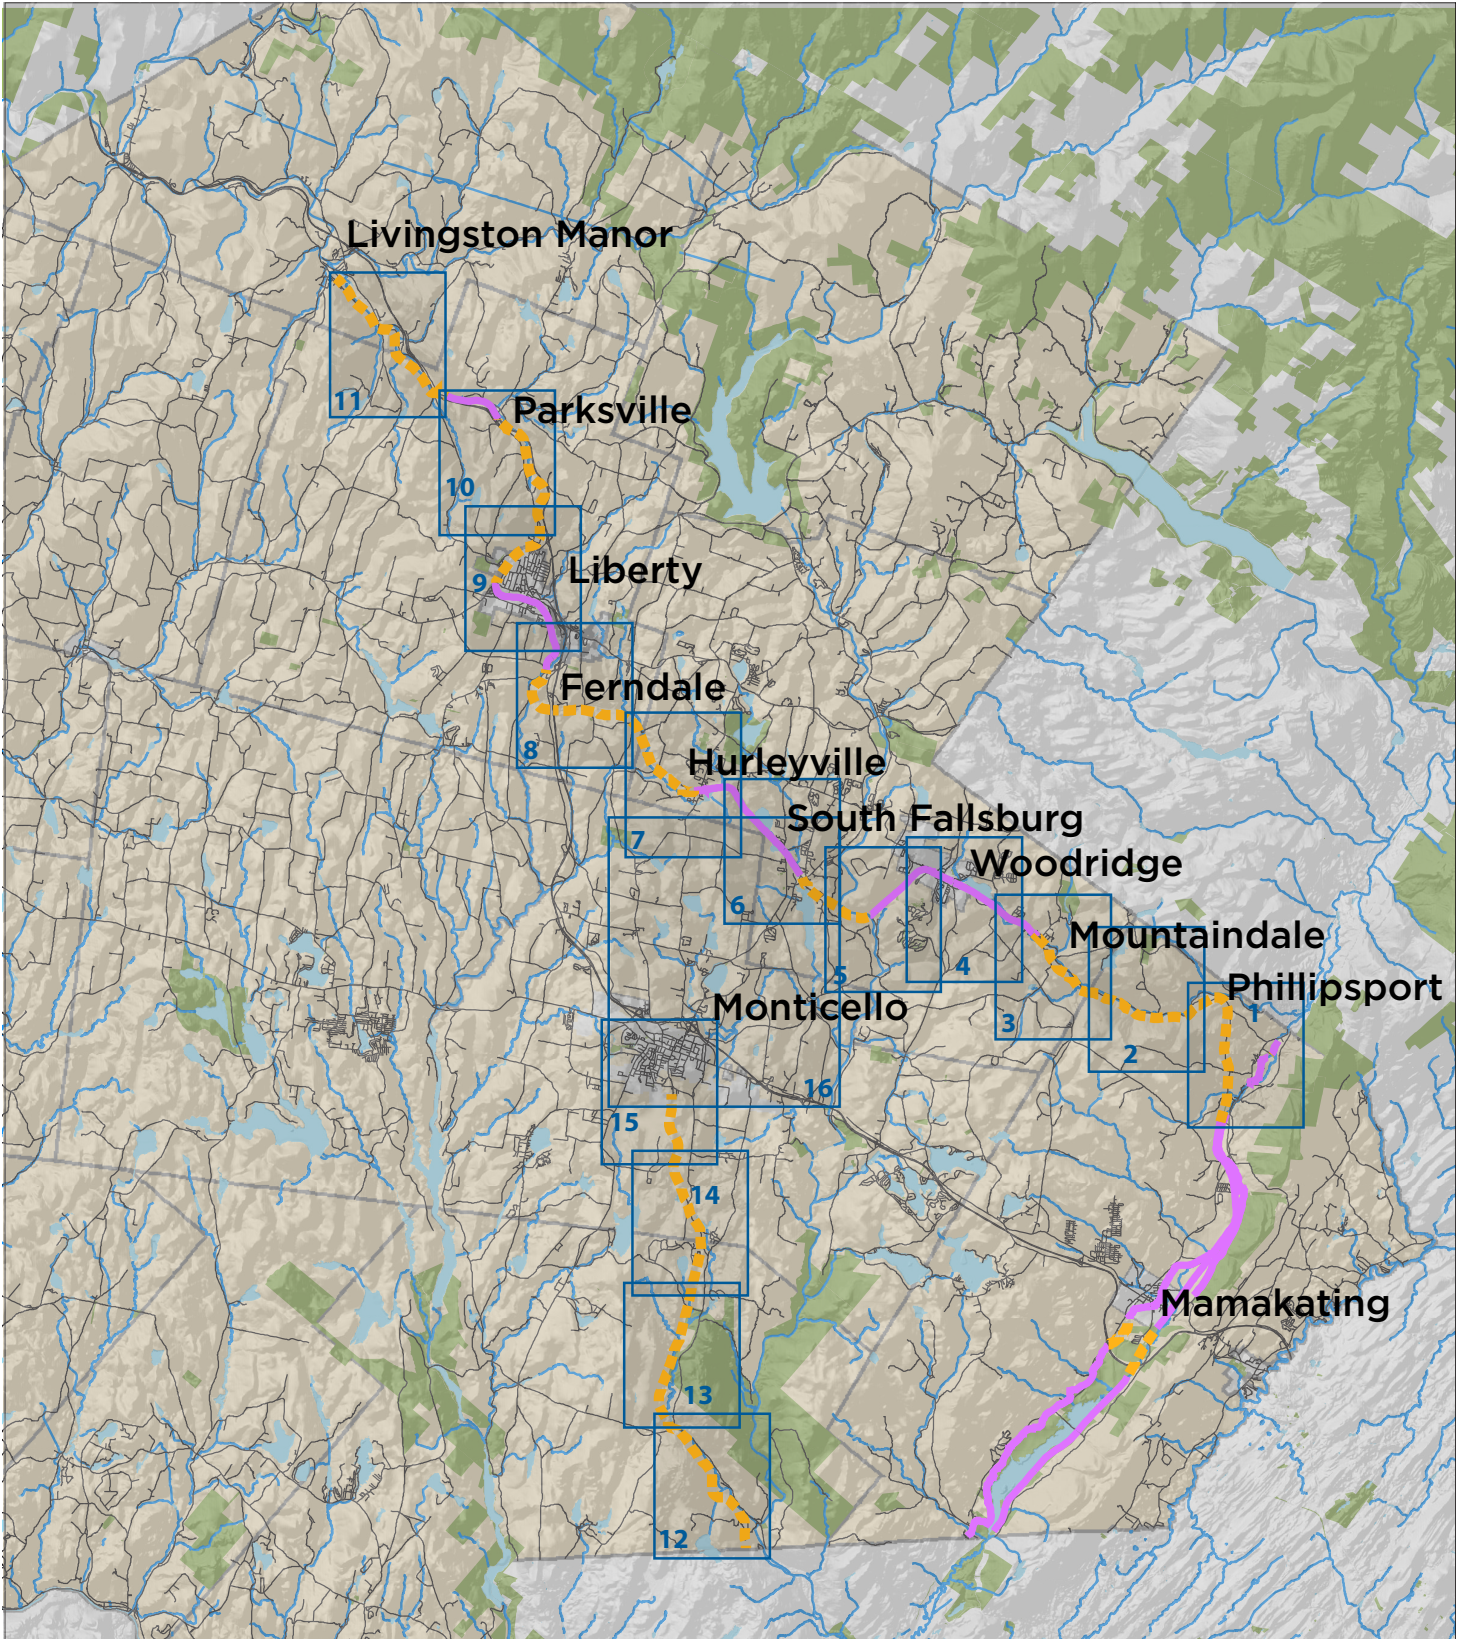 Livingston Manor
11
Parksville
10
Liberty
9
Ferndale
8
Hurleyville
South Fallsburg
7
Woodridge
6
Mountaindale
5
4
Phillipsport
Monticello
1
3
2
16
15
14
Mamakating
13
12